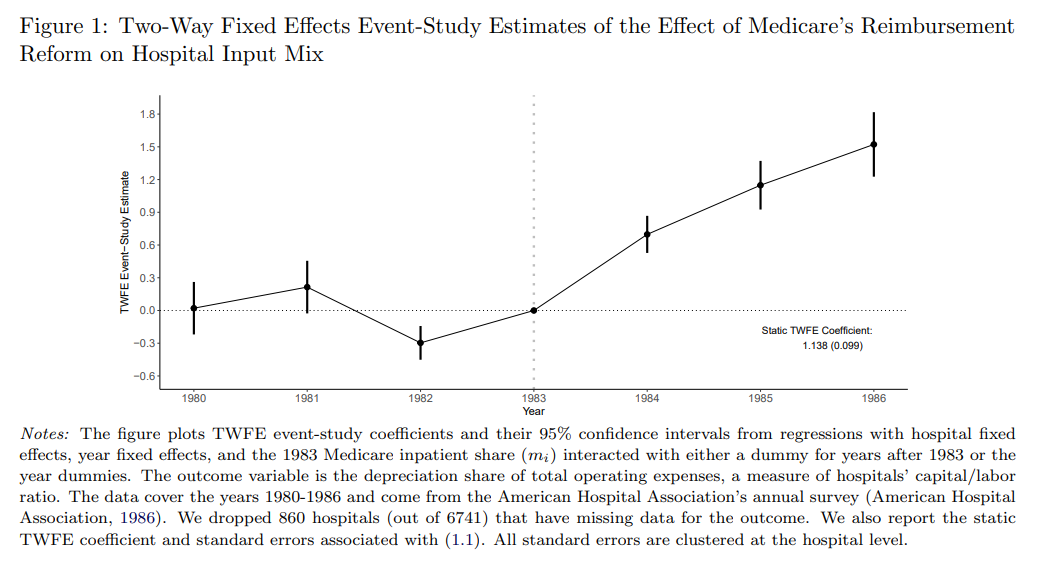 Figure 1: Two-Way Fixed Effects Event-Study Estimates of the Effect of Medicare's Reimbursement
Reform on Hospital Input Mix
TWFE Event−Study Estimate
1.8
1.5
1.2
0.9
0.6
0.3
0.0
−0.3
−0.6
Static TWFE Coefficient:
1.138 (0.099)
1980 1981 1982 1983 1984 1985 1986
Year
Notes: The figure plots TWFE event-study coefficients and their 95% confidence intervals from regressions with hospital fixed
effects, year fixed effects, and the 1983 Medicare inpatient share (mi) interacted with either a dummy for years after 1983 or the
year dummies. The outcome variable is the depreciation share of total operating expenses, a measure of hospitals' capital/labor
ratio. The data cover the years 1980-1986 and come from the American Hospital Association's annual survey (American Hospital
Association, 1986). We dropped 860 hospitals (out of 6741) that have missing data for the outcome. We also report the static
TWFE coefficient and standard errors associated with (1.1). All standard errors are clustered at the hospital level.